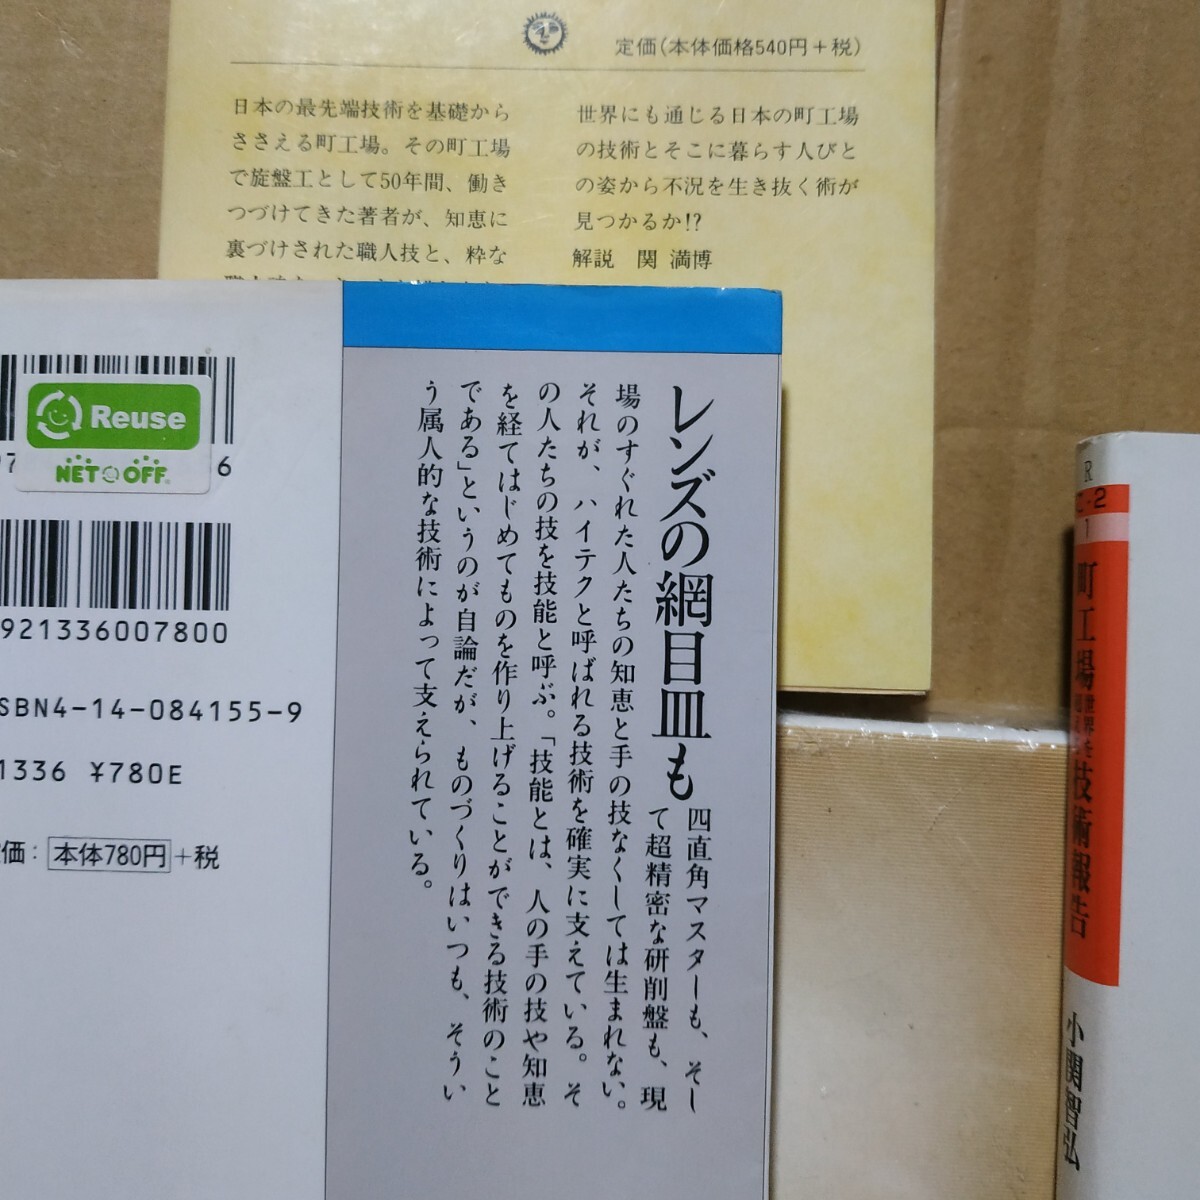 定価(本体価格540円+税)
日本の最先端技術を基礎から
ささえる町工場。その町工場
で旋盤工として50年間、働き
つづけてきた著者が、知恵に
裏づけされた職人技と、粋な
世界にも通じる日本の町工場
の技術とそこに暮らす人びと
の姿から不況を生き抜く術が
見つかるか!?
解説 関 満博
Reuse
NET OFF
6
921336007800
SBN4-14-084155-9
1336 ¥780E
価: 本体780円+税
レンズの網目皿も
四直角マスターも、そし
て超精密な研削盤も、現
場のすぐれた人たちの知恵と手の技なくしては生まれない。
それが、ハイテクと呼ばれる技術を確実に支えている。そ
の人たちの技を技能と呼ぶ。「技能とは、人の手の技や知恵
を経てはじめてものを作り上げることができる技術のこと
である」というのが自論だが、ものづくりはいつも、そうい
う属人的な技術によって支えられている。
R
2
1
町工場
世界を
技術報告
小関智弘